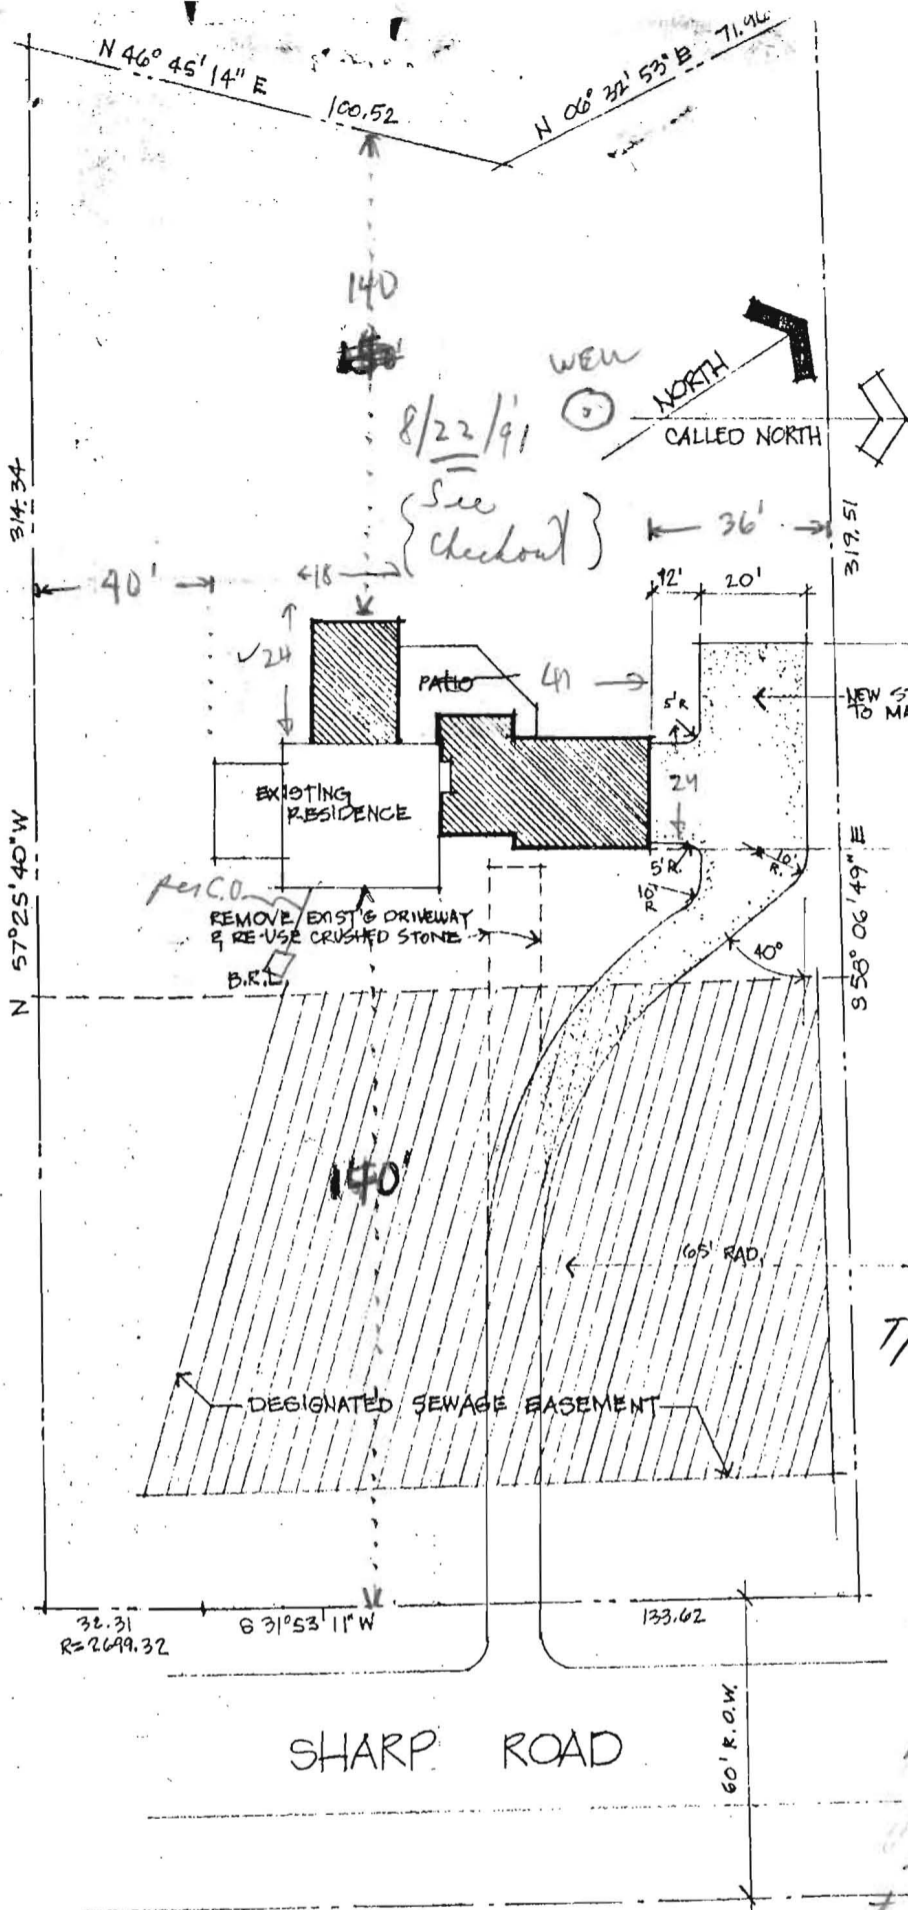 N 46° 45' 14" E
100.52
N 06° 32' 53" E 71.96
140
WELL
8/22/91
See
Checkout
NORTH
CALLED NORTH
314.34
319.51
36'
40'
18
12'
20'
24
PATIO
5'R
NEW
TO
24
EXISTING
RESIDENCE
5'R.
10'
R.
10'
R
per C.O.
REMOVE EXIST'G DRIVEWAY
& RE-USE CRUSHED STONE
B.R.L.
40°
N 57° 25' 40" W
S 58° 06' 49" E
140'
65' RAD.
DESIGNATED SEWAGE EASEMENT
32.31
R=2699.32
S 31° 53' 11" W
133.62
60' R.O.W.
SHARP ROAD